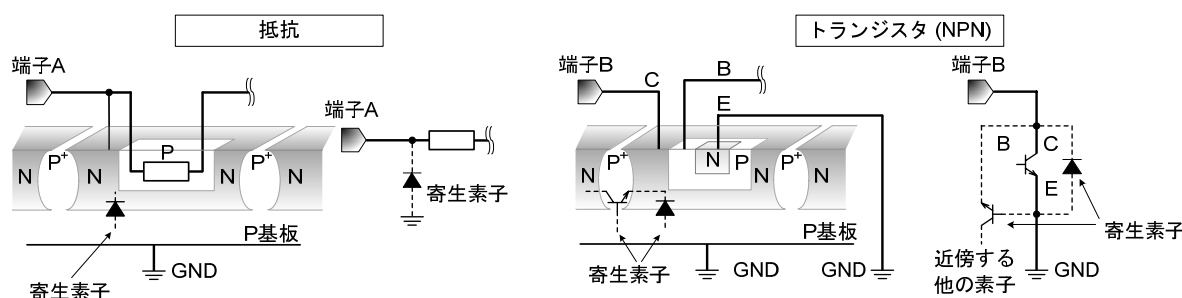 抵抗
端子A
P
N
P+
N
N
P+
N
寄生素子
P基板
GND
端子A
寄生素子
トランジスタ (NPN)
端子B
C
B
E
N
P+
N
N
P
N
P+
N
P基板
寄生素子
GND
GND
端子B
B
C
E
寄生素子
近傍する
他の素子
GND